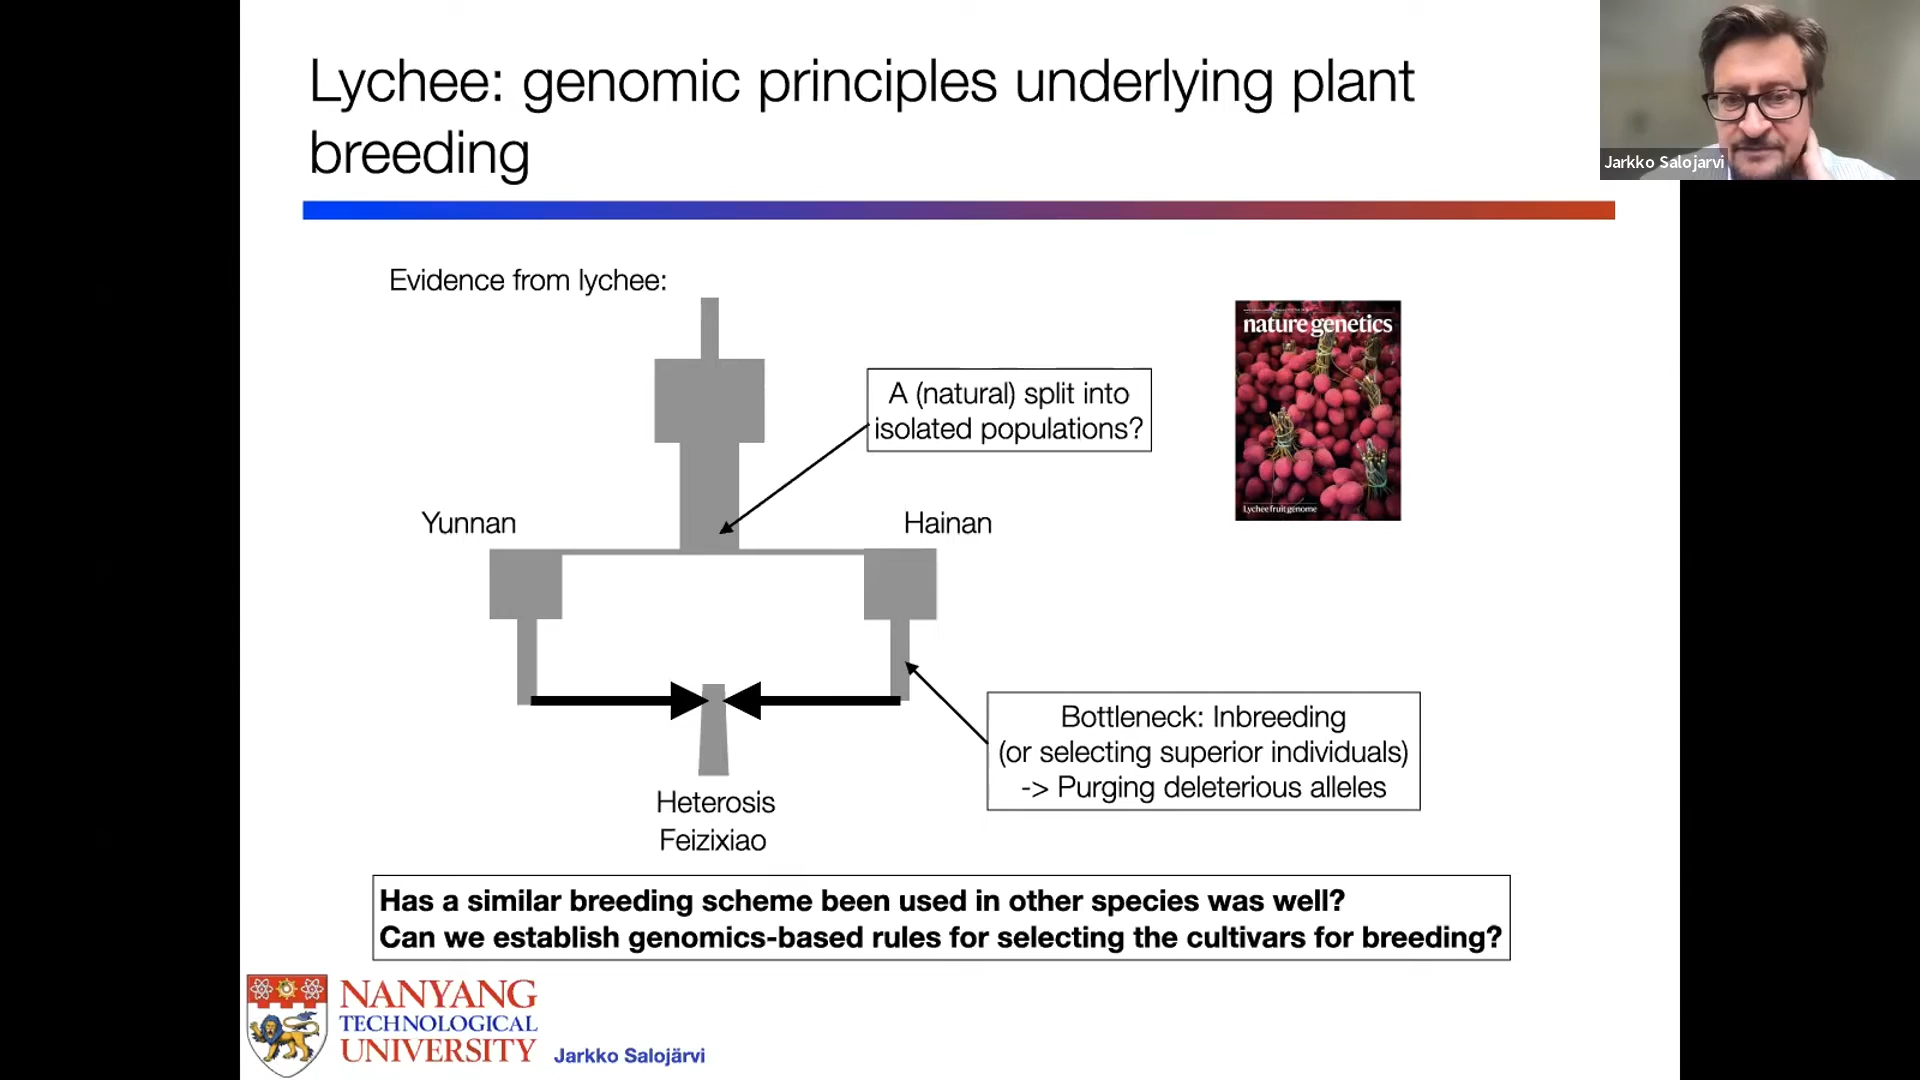 Lychee: genomic principles underlying plant
breeding
Jarkko Salojarvi
Evidence from lychee:
nature genetics
Lychee fruit genome
A (natural) split into
isolated populations?
Yunnan
Hainan
Bottleneck: Inbreeding
(or selecting superior individuals)
-> Purging deleterious alleles
Heterosis
Feizixiao
Has a similar breeding scheme been used in other species was well?
Can we establish genomics-based rules for selecting the cultivars for breeding?
NANYANG
TECHNOLOGICAL
UNIVERSITY
Jarkko Salojärvi